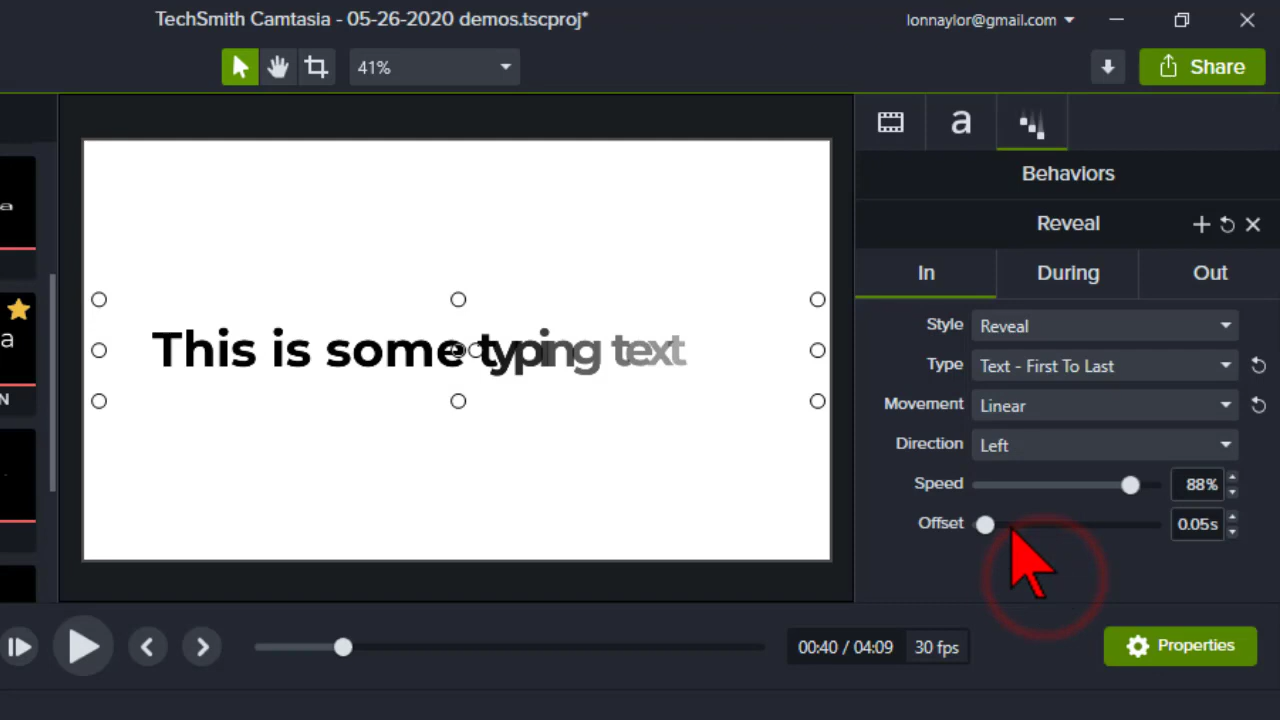 TechSmith Camtasia - 05-26-2020 demos.tscproj*
lonnaylor@gmail.com
41%
Share
a
Behaviors
Reveal
In
During
Out
Style
Reveal
Type
Text - First To Last
Movement
Linear
Direction
Left
Speed
88%
Offset
0.05s
a
a
N
This is some typing text
00:40 / 04:09
30 fps
Properties